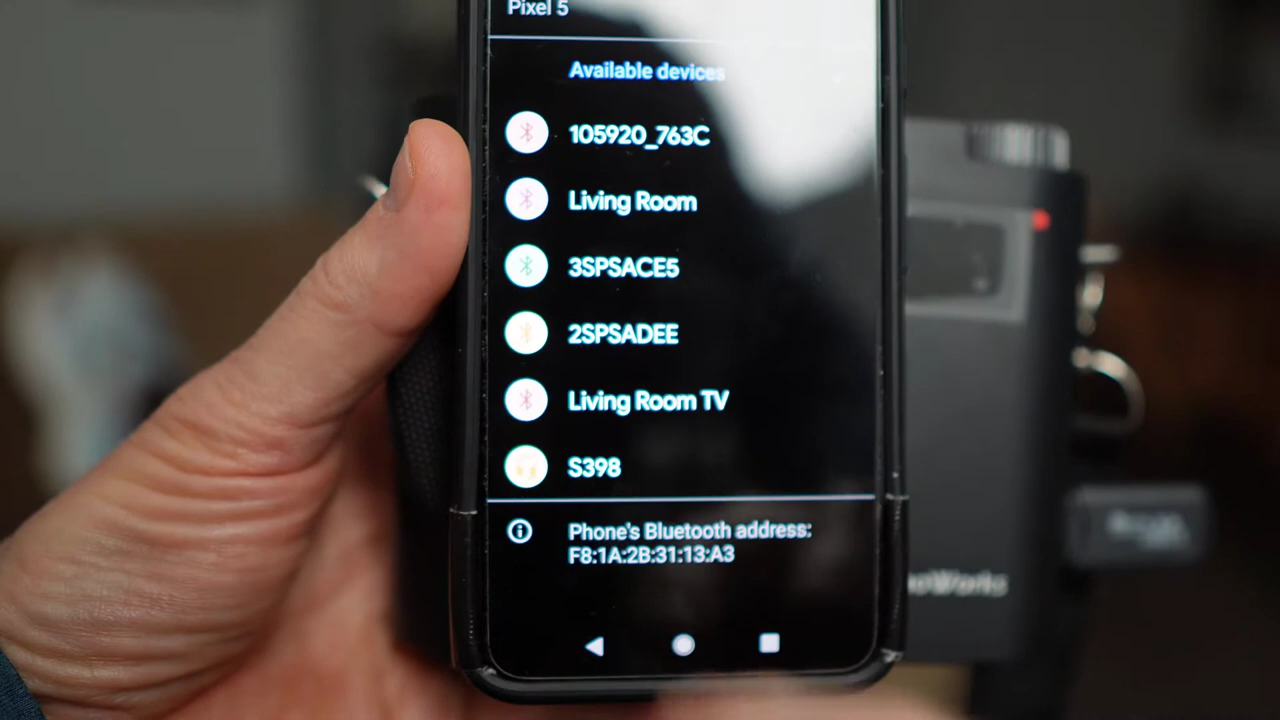 Pixel 5
Available devices
105920_763C
Living Room
3SPSACE5
2SPSADEE
Living Room TV
S398
Phone's Bluetooth address:
F8:1A:2B:31:13:A3